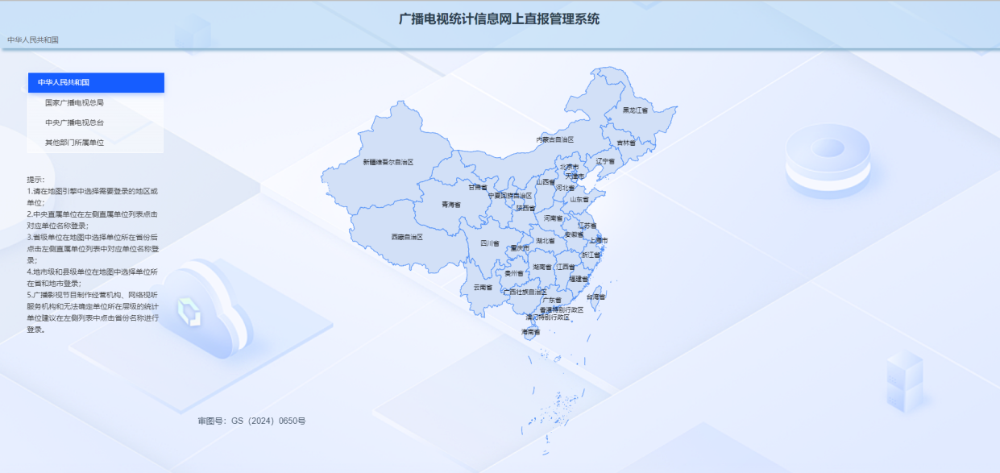 广播电视统计信息网上直报管理系统
中华人民共和国
中华人民共和国
国家广播电视总局
中央广播电视总台
其他部门所属单位
提示：
1.请在地图引擎中选择需要登录的地区或
单位；
2.中央直属单位在左侧直属单位列表点击
对应单位名称登录；
3.省级单位在地图中选择单位所在省份后
点击左侧直属单位列表中对应单位名称登
录；
4.地市级和县级单位在地图中选择单位所
在省和地市登录；
5.广播影视节目制作经营机构、网络视听
服务机构和无法确定单位所在层级的统计
单位建议在左侧列表中点击省份名称进行
登录。
黑龙江省
内蒙古自治区
吉林省
新疆维吾尔自治区
辽宁省
北京市
天津市
山西省
河北省
甘肃省
宁夏回族自治区
山东省
青海省
陕西省
河南省
江苏省
西藏自治区
安徽省
上海市
四川省
湖北省
重庆市
浙江省
湖南省
江西省
贵州省
福建省
云南省
广西壮族自治区
台湾省
广东省
香港特别行政区
澳门特别行政区
海南省
审图号：GS（2024）0650号